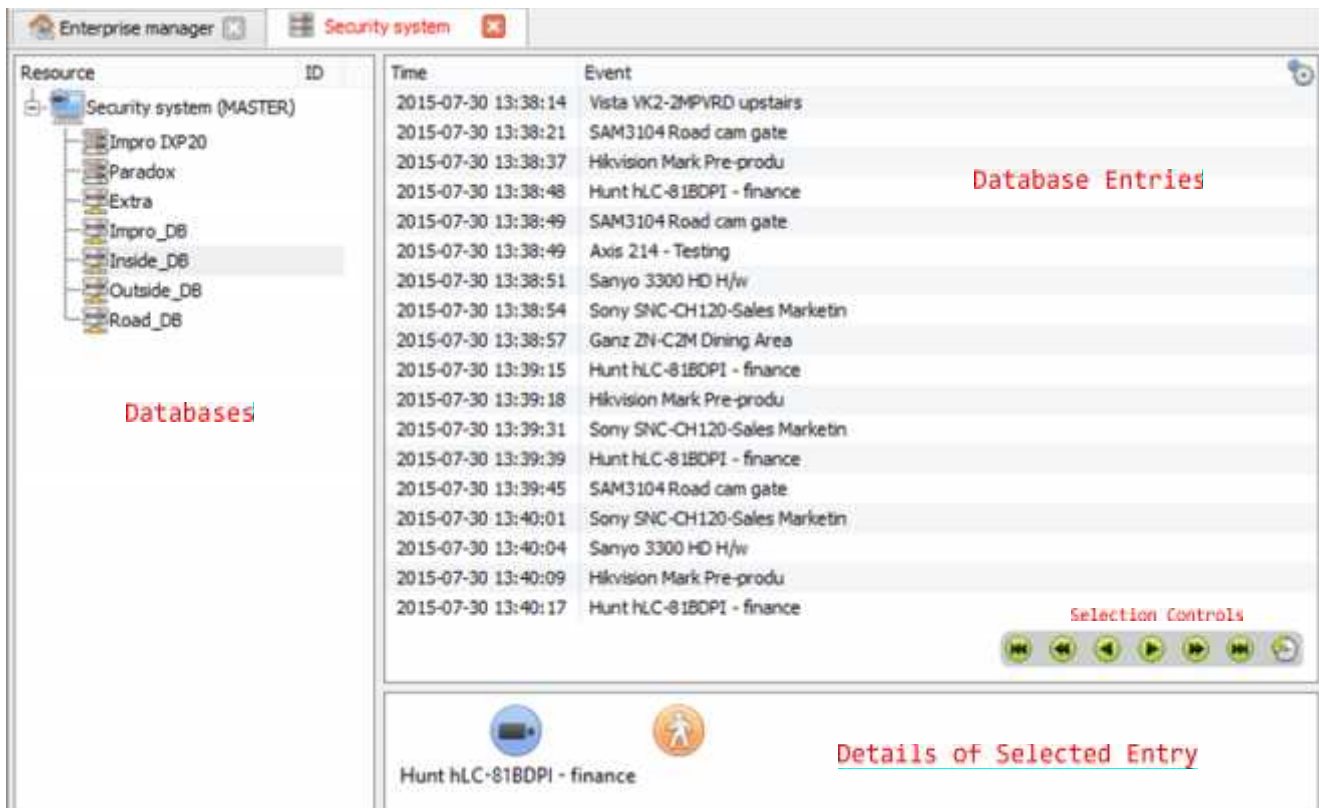 Enterprise manager
Security system
Resource ID
Security system (MASTER)
Impro IXP20
Paradox
Extra
Impro_DB
Inside_DB
Outside_DB
Road_DB
Databases
Time Event
2015-07-30 13:38:14 Vista VK2-2MPVRD upstairs
2015-07-30 13:38:21 SAM3104 Road cam gate
2015-07-30 13:38:37 Hikvision Mark Pre-produ
2015-07-30 13:38:48 Hunt hLC-81BDPI - finance
2015-07-30 13:38:49 SAM3104 Road cam gate
2015-07-30 13:38:49 Axis 214 - Testing
2015-07-30 13:38:51 Sanyo 3300 HD H/w
2015-07-30 13:38:54 Sony SNC-CH120-Sales Marketin
2015-07-30 13:38:57 Ganz ZN-C2M Dining Area
2015-07-30 13:39:15 Hunt hLC-81BDPI - finance
2015-07-30 13:39:18 Hikvision Mark Pre-produ
2015-07-30 13:39:31 Sony SNC-CH120-Sales Marketin
2015-07-30 13:39:39 Hunt hLC-81BDPI - finance
2015-07-30 13:39:45 SAM3104 Road cam gate
2015-07-30 13:40:01 Sony SNC-CH120-Sales Marketin
2015-07-30 13:40:04 Sanyo 3300 HD H/w
2015-07-30 13:40:09 Hikvision Mark Pre-produ
2015-07-30 13:40:17 Hunt hLC-81BDPI - finance
Database Entries
Selection Controls
Hunt hLC-81BDPI - finance
Details of Selected Entry